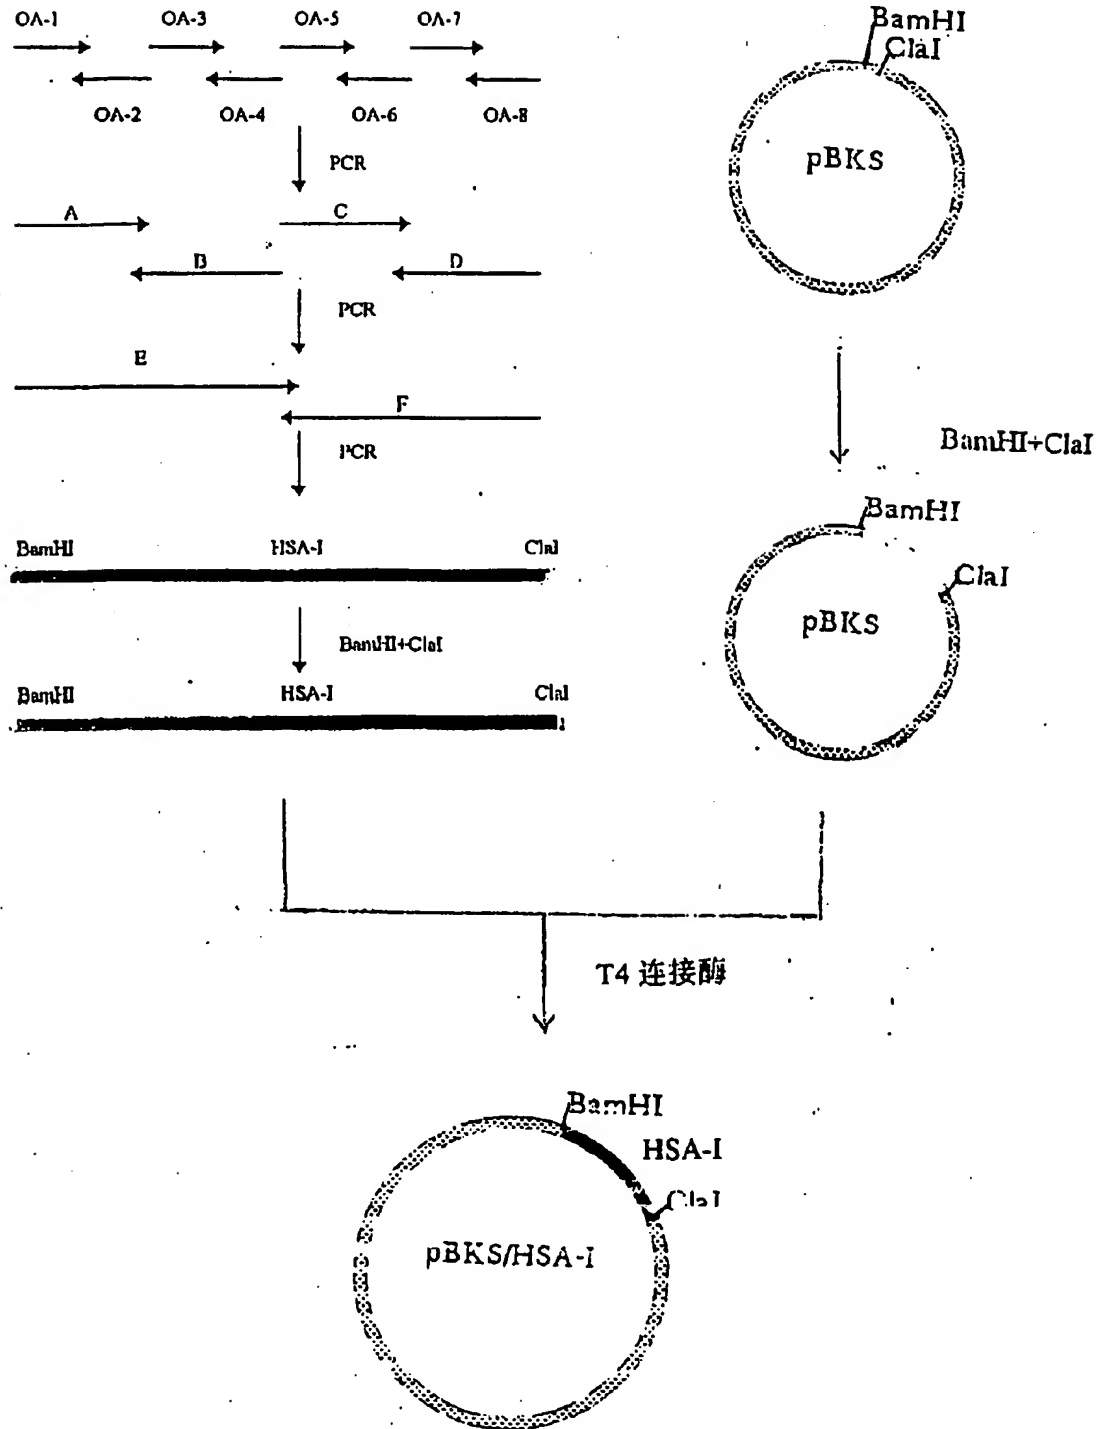 OA-1
OA-3
OA-5
OA-7
OA-2
OA-4
OA-6
OA-8
PCR
A
C
B
D
PCR
E
F
PCR
BamHI
HSA-I
ClaI
BamHI+ClaI
BamHI
HSA-I
ClaI
BamHI
ClaI
pBKS
BamHI+ClaI
BamHI
ClaI
pBKS
T4 连接酶
BamHI
HSA-I
ClaI
pBKS/HSA-I